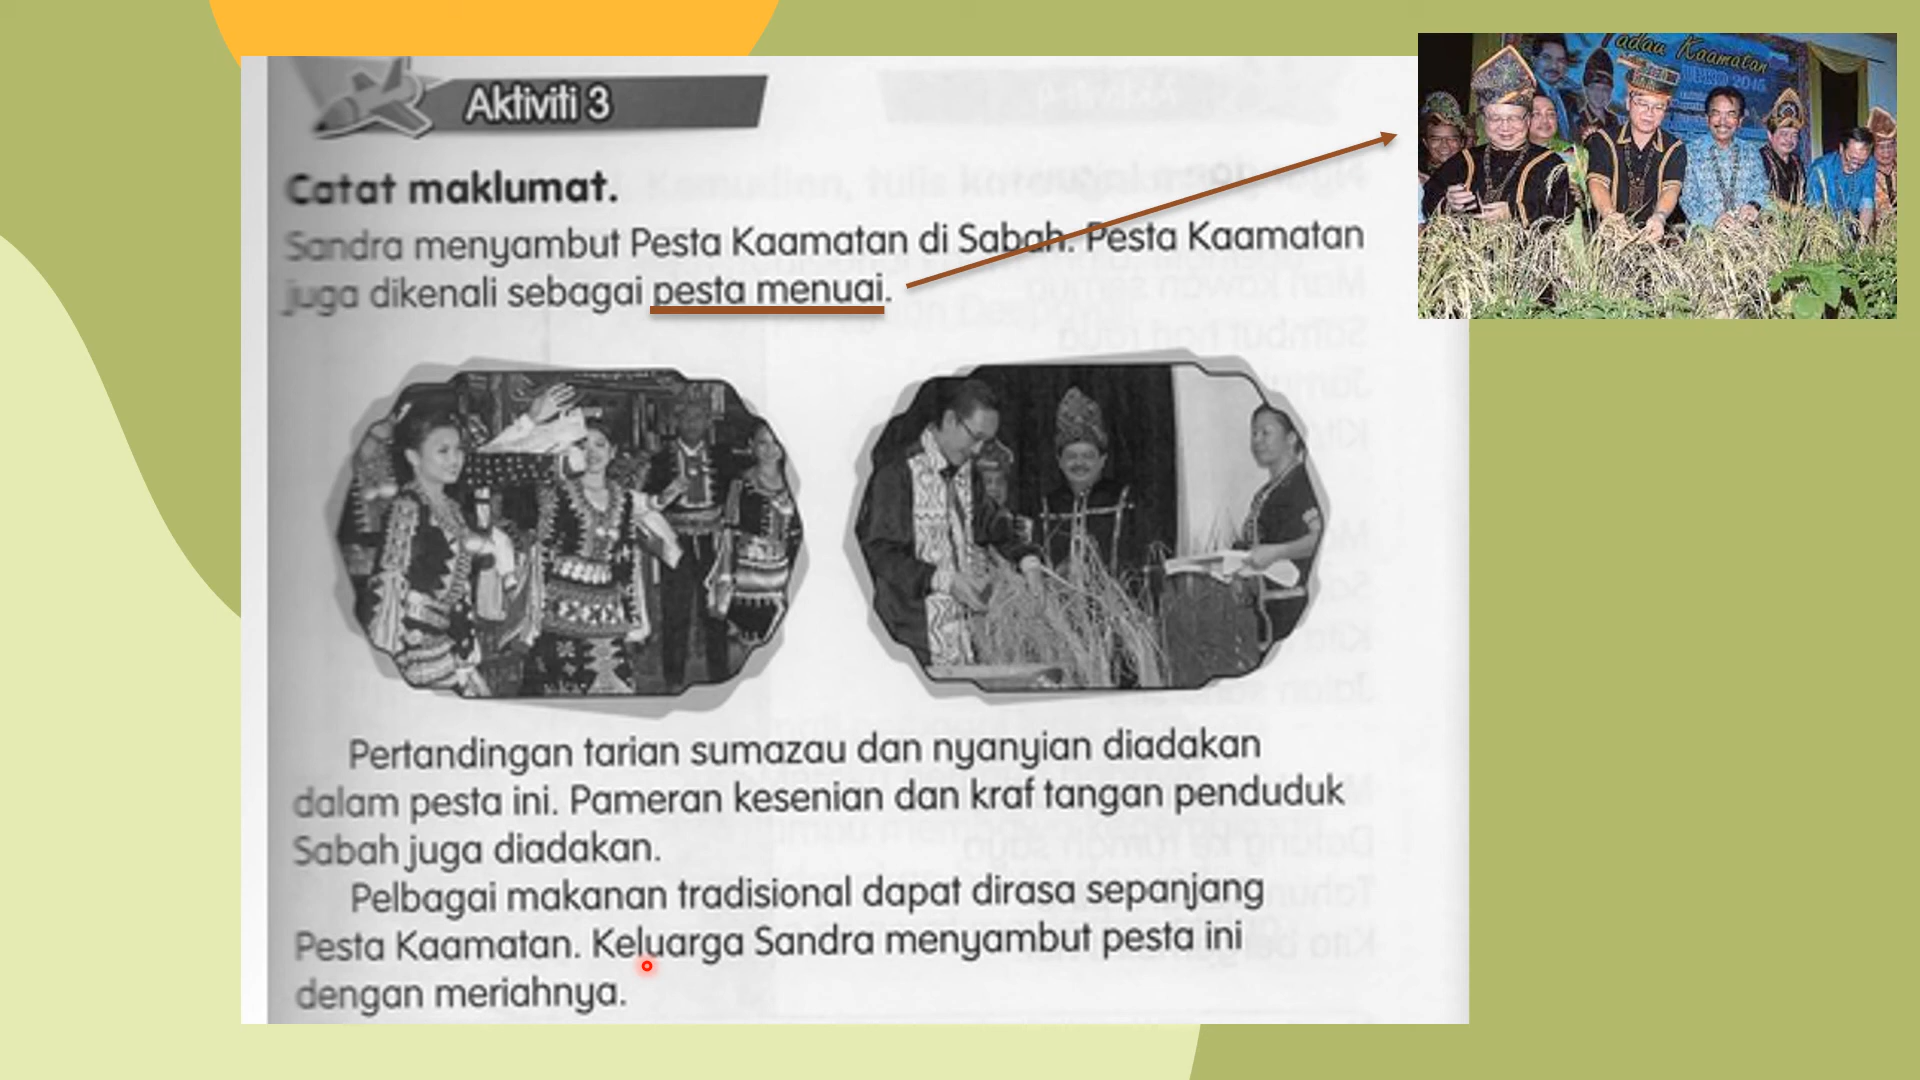 Aktiviti 3
Catat maklumat.
Sandra menyambut Pesta Kaamatan di Sabah. Pesta Kaamatan
juga dikenali sebagai pesta menuai.
Tadau Kaamatan
Pertandingan tarian sumazau dan nyanyian diadakan
dalam pesta ini. Pameran kesenian dan kraf tangan penduduk
Sabah juga diadakan.
Pelbagai makanan tradisional dapat dirasa sepanjang
Pesta Kaamatan. Keluarga Sandra menyambut pesta ini
dengan meriahnya.